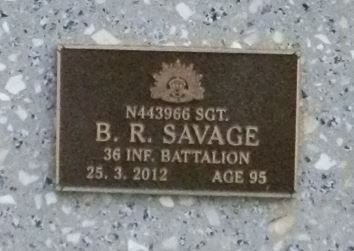 N443966 SGT.
B. R. SAVAGE
36 INF. BATTALION
25. 3. 2012 AGE 95